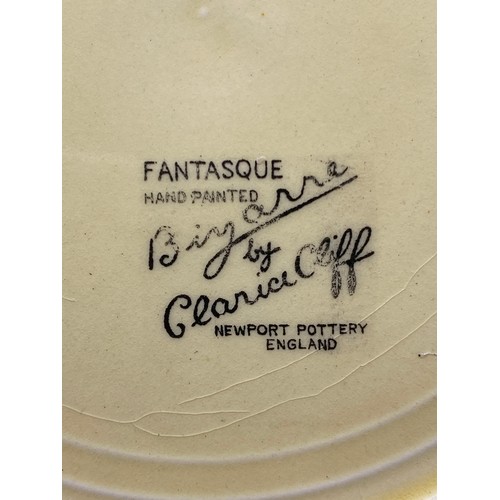 FANTASQUE
HAND PAINTED
Bizarre
by
Clarice Cliff
NEWPORT POTTERY
ENGLAND